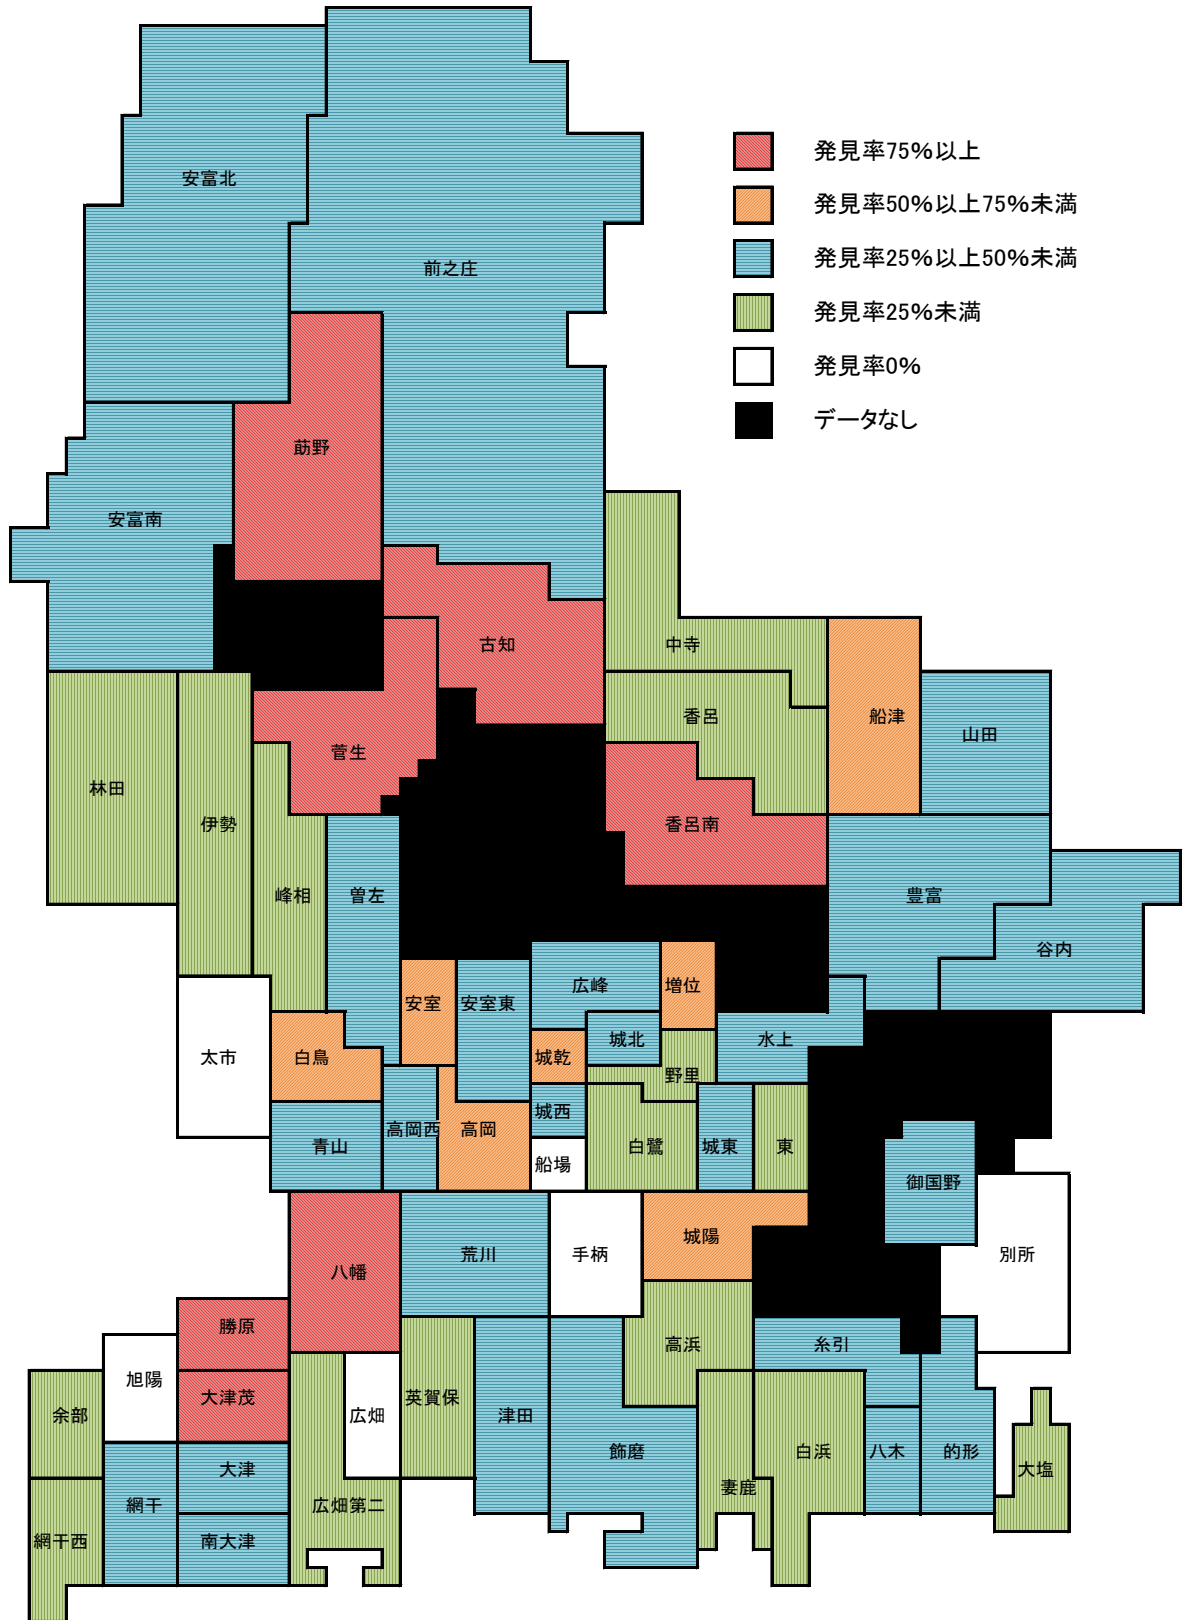 発見率75%以上
発見率50%以上75%未満
発見率25%以上50%未満
発見率25%未満
発見率0%
データなし
安富北
前之庄
莇野
安富南
古知
中寺
香呂
船津
山田
菅生
林田
伊勢
香呂南
峰相
曽左
豊富
谷内
広峰
増位
安室
安室東
城北
水上
太市
白鳥
城乾
野里
城西
青山
高岡西
高岡
白鷺
城東
東
船場
御国野
城陽
荒川
手柄
別所
八幡
勝原
高浜
糸引
旭陽
大津茂
英賀保
余部
広畑
津田
飾磨
白浜
八木
的形
大津
大塩
妻鹿
網干
広畑第二
網干西
南大津